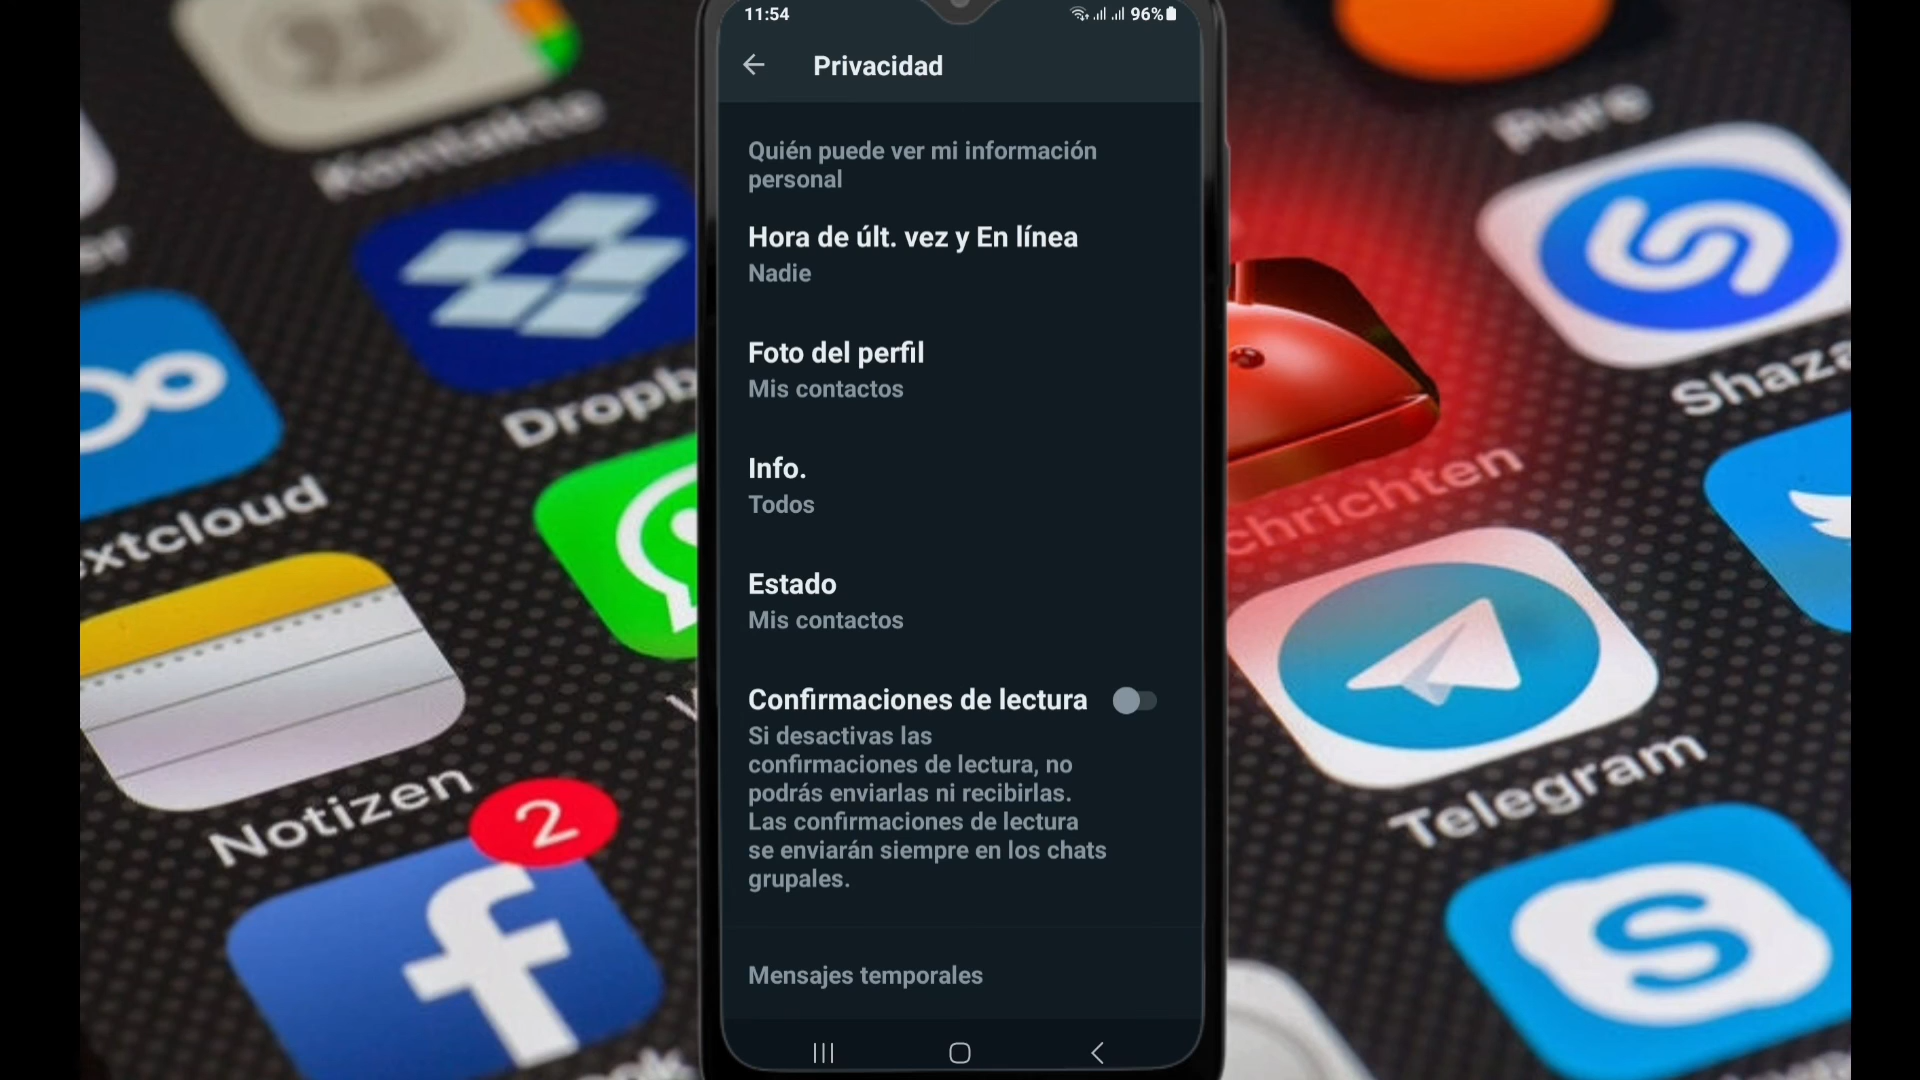 11:54
96%
Privacidad
Quién puede ver mi información
personal
Hora de últ. vez y En línea
Nadie
Foto del perfil
Mis contactos
Info.
Todos
Estado
Mis contactos
Confirmaciones de lectura
Si desactivas las
confirmaciones de lectura, no
podrás enviarlas ni recibirlas.
Las confirmaciones de lectura
se enviarán siempre en los chats
grupales.
Mensajes temporales
Kontakte
Dropb
extcloud
Notizen
2
Pure
Shaza
chrichten
Telegram